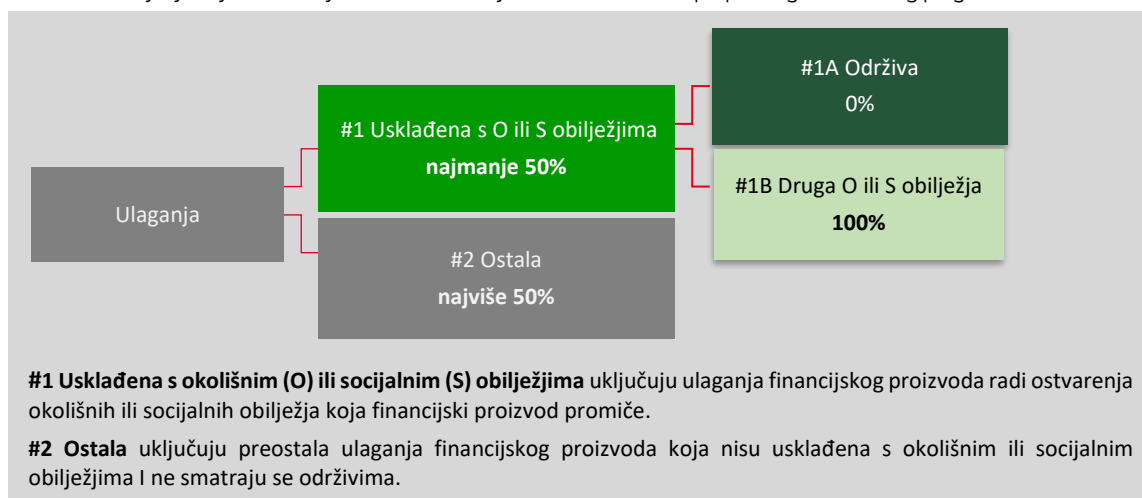 #1A Održiva
0%
#1 Usklađena s O ili S obilježjima
najmanje 50%
#1B Druga O ili S obilježja
100%
Ulaganja
#2 Ostala
najviše 50%
#1 Usklađena s okolišnim (O) ili socijalnim (S) obilježjima uključuju ulaganja financijskog proizvoda radi ostvarenja
okolišnih ili socijalnih obilježja koja financijski proizvod promiče.
#2 Ostala uključuju preostala ulaganja financijskog proizvoda koja nisu usklađena s okolišnim ili socijalnim
obilježjima I ne smatraju se održivima.